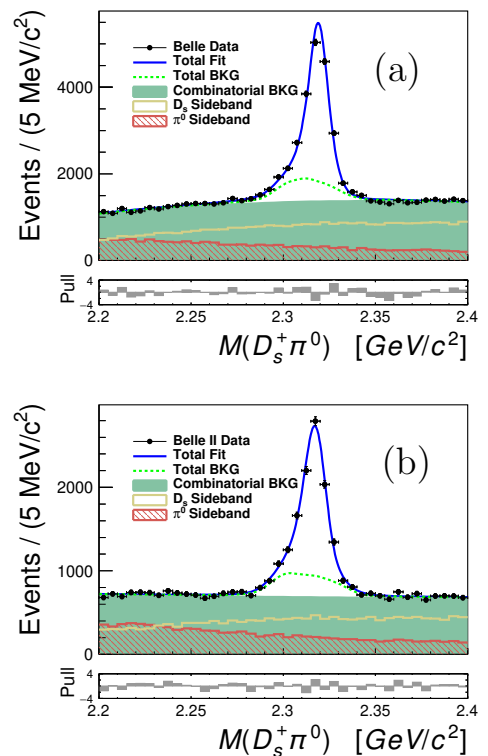 (a)
Belle Data
Total Fit
Total BKG
Combinatorial BKG
Dₛ Sideband
π⁰ Sideband
Events / (5 MeV/c²)
4000
2000
0
Pull
4
−4
2.2 2.25 2.3 2.35 2.4
M(Dₛ⁺π⁰) [GeV/c²]
(b)
Belle II Data
Total Fit
Total BKG
Combinatorial BKG
Dₛ Sideband
π⁰ Sideband
Events / (5 MeV/c²)
2000
1000
400
0
Pull
4
−4
2.2 2.25 2.3 2.35 2.4
M(Dₛ⁺π⁰) [GeV/c²]